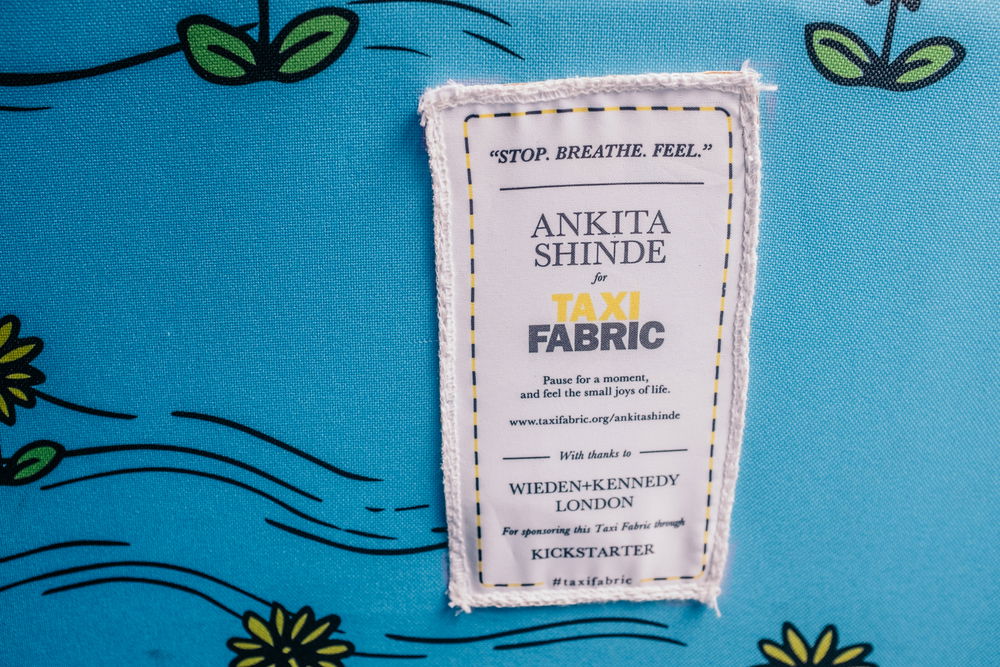 “STOP. BREATHE. FEEL.”
ANKITA
SHINDE
for
TAXI
FABRIC
Pause for a moment,
and feel the small joys of life.
www.taxifabric.org/ankitashinde
With thanks to
WIEDEN+KENNEDY
LONDON
For sponsoring this Taxi Fabric through
KICKSTARTER
#taxifabric